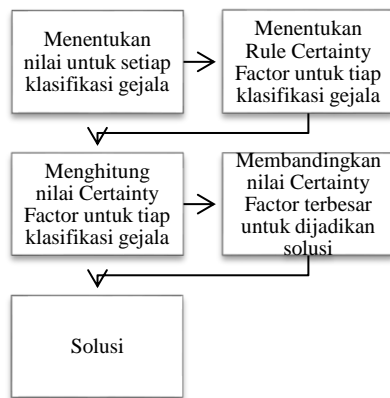 Menentukan
nilai untuk setiap
klasifikasi gejala
Menentukan
Rule Certainty
Factor untuk tiap
klasifikasi gejala
Menghitung
nilai Certainty
Factor untuk tiap
klasifikasi gejala
Membandingkan
nilai Certainty
Factor terbesar
untuk dijadikan
solusi
Solusi